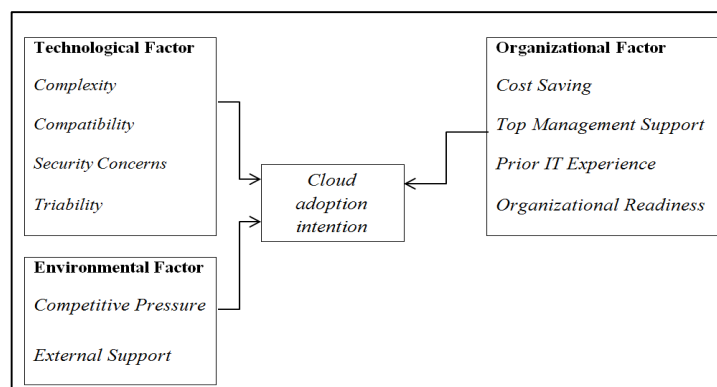 Technological Factor
Complexity
Compatibility
Security Concerns
Triability
Environmental Factor
Competitive Pressure
External Support
Cloud
adoption
intention
Organizational Factor
Cost Saving
Top Management Support
Prior IT Experience
Organizational Readiness